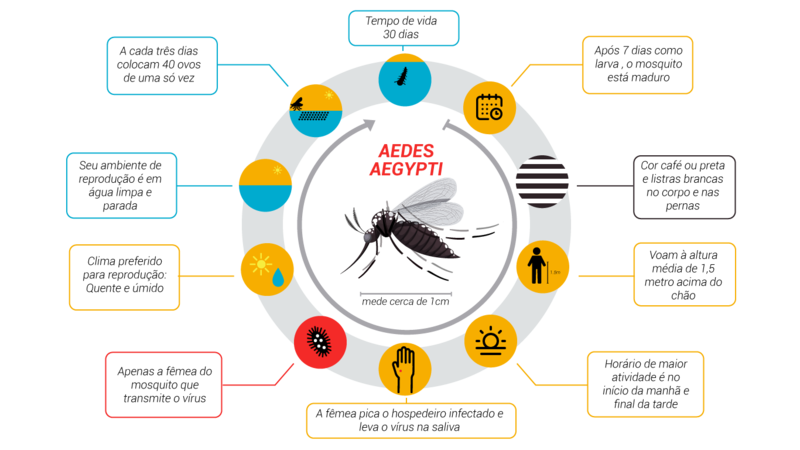 Tempo de vida
30 dias
A cada três dias
colocam 40 ovos
de uma só vez
Após 7 dias como
larva , o mosquito
está maduro
AEDES
AEGYPTI
Seu ambiente de
reprodução é em
água limpa e
parada
Cor café ou preta
e listras brancas
no corpo e nas
pernas
Clima preferido
para reprodução:
Quente e úmido
Voam à altura
média de 1,5
metro acima do
chão
mede cerca de 1cm
Apenas a fêmea do
mosquito que
transmite o vírus
Horário de maior
atividade é no
início da manhã e
final da tarde
A fêmea pica o hospedeiro infectado e
leva o vírus na saliva